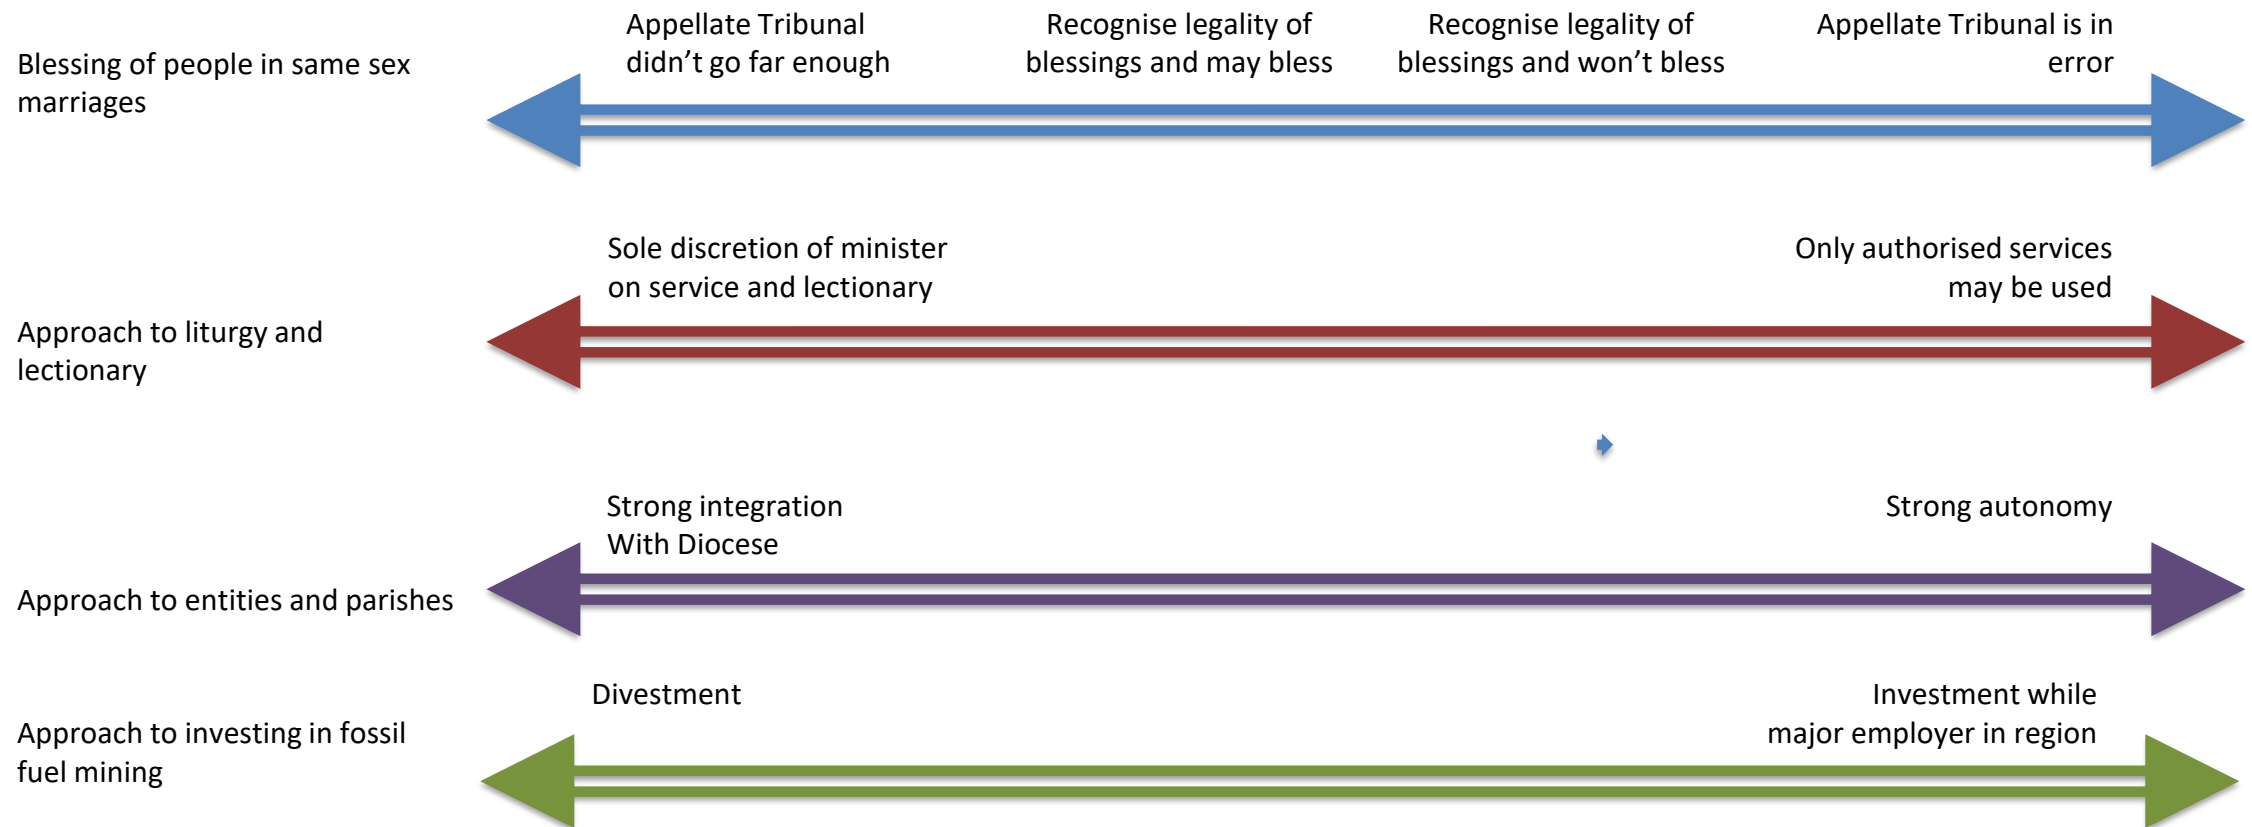 Blessing of people in same sex
marriages
Appellate Tribunal
didn’t go far enough
Recognise legality of
blessings and may bless
Recognise legality of
blessings and won’t bless
Appellate Tribunal is in
error
Approach to liturgy and
lectionary
Sole discretion of minister
on service and lectionary
Only authorised services
may be used
Approach to entities and parishes
Strong integration
With Diocese
Strong autonomy
Approach to investing in fossil
fuel mining
Divestment
Investment while
major employer in region